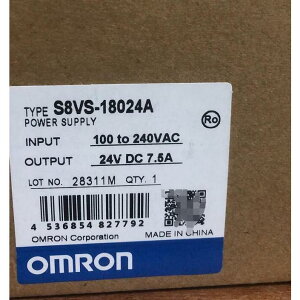 TYPE S8VS-18024A
POWER SUPPLY
Ro
INPUT 100 to 240VAC
OUTPUT 24V DC 7.5A
LOT NO. 28311M QTY. 1
4 536854 827792
OMRON Corporation MADE IN CHINA
OMRON